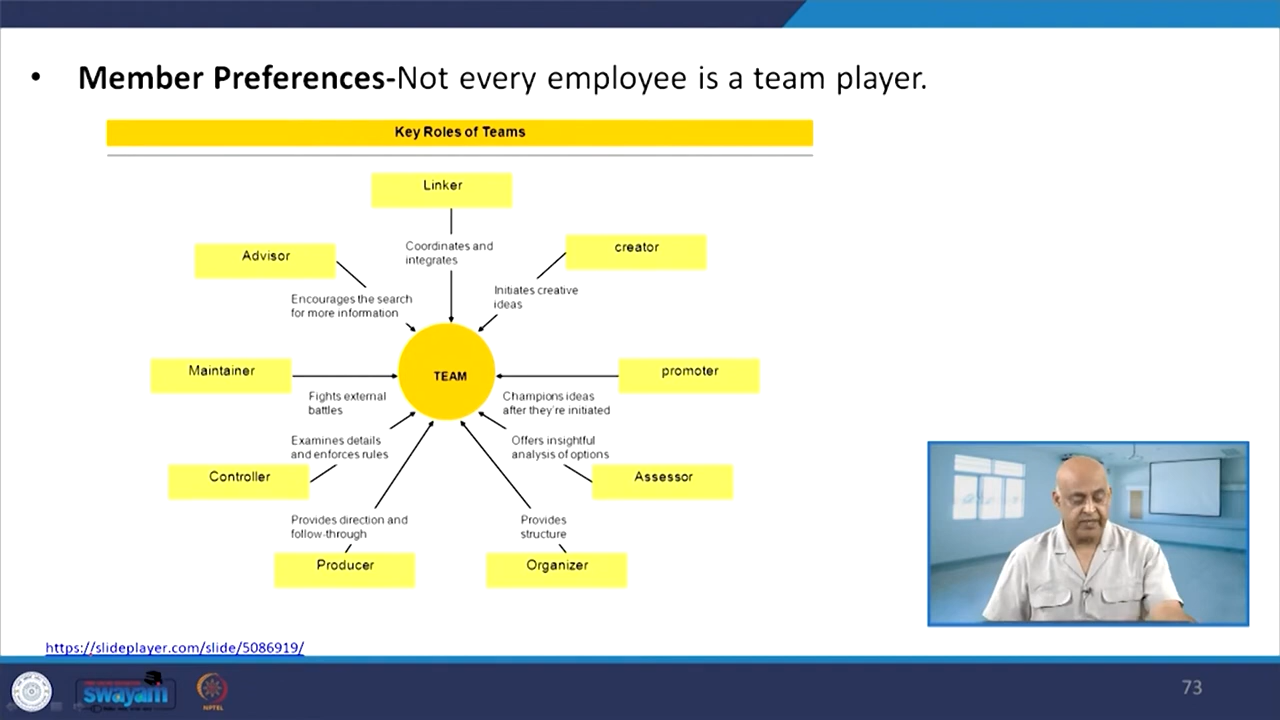 • Member Preferences-Not every employee is a team player.
Key Roles of Teams
Linker
Coordinates and
integrates
creator
Initiates creative
ideas
Advisor
Encourages the search
for more information
Maintainer
Fights external
battles
TEAM
promoter
Champions ideas
after they're initiated
Examines details
and enforces rules
Controller
Offers insightful
analysis of options
Assessor
Provides direction and
follow-through
Producer
Provides
structure
Organizer
https://slideplayer.com/slide/5086919/
swayam
NPTEL
73